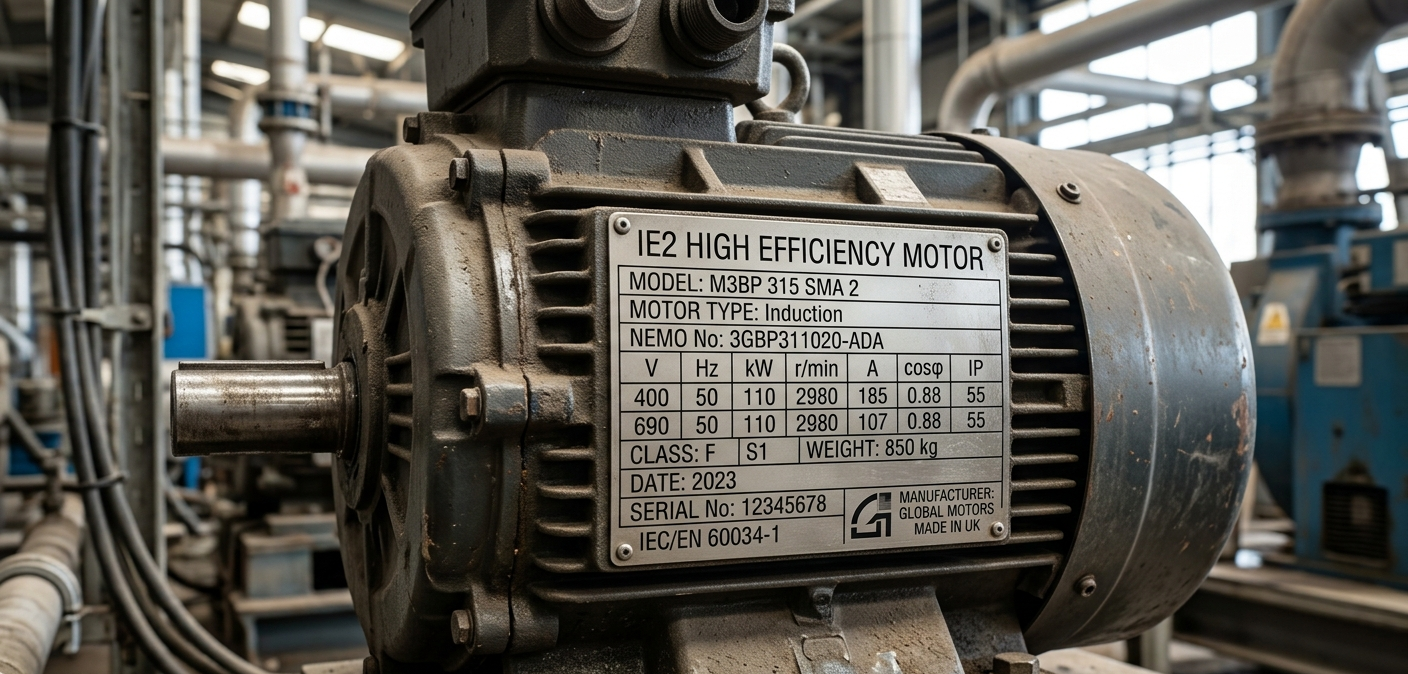 IE2 HIGH EFFICIENCY MOTOR
MODEL: M3BP 315 SMA 2
MOTOR TYPE: Induction
NEMO No: 3GBP311020-ADA
V Hz kW r/min A cosφ IP
400 50 110 2980 185 0.88 55
690 50 110 2980 107 0.88 55
CLASS: F S1 WEIGHT: 850 kg
DATE: 2023
SERIAL No: 12345678
IEC/EN 60034-1
MANUFACTURER:
GLOBAL MOTORS
MADE IN UK